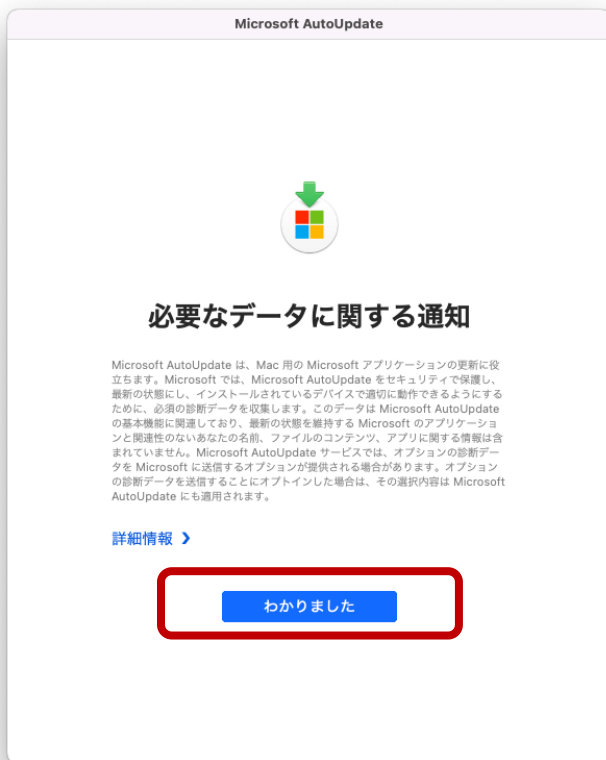 Microsoft AutoUpdate
必要なデータに関する通知
Microsoft AutoUpdate は、Mac 用の Microsoft アプリケーションの更新に役
立ちます。Microsoft では、Microsoft AutoUpdate をセキュリティで保護し、
最新の状態にし、インストールされているデバイスで適切に動作できるようにする
ために、必須の診断データを収集します。このデータは Microsoft AutoUpdate
の基本機能に関連しており、最新の状態を維持する Microsoft のアプリケーショ
ンと関連性のないあなたの名前、ファイルのコンテンツ、アプリに関する情報は含
まれていません。Microsoft AutoUpdate サービスでは、オプションの診断デー
タを Microsoft に送信するオプションが提供される場合があります。オプション
の診断データを送信することにオプトインした場合は、その選択内容は Microsoft
AutoUpdate にも適用されます。
詳細情報 ❯
わかりました